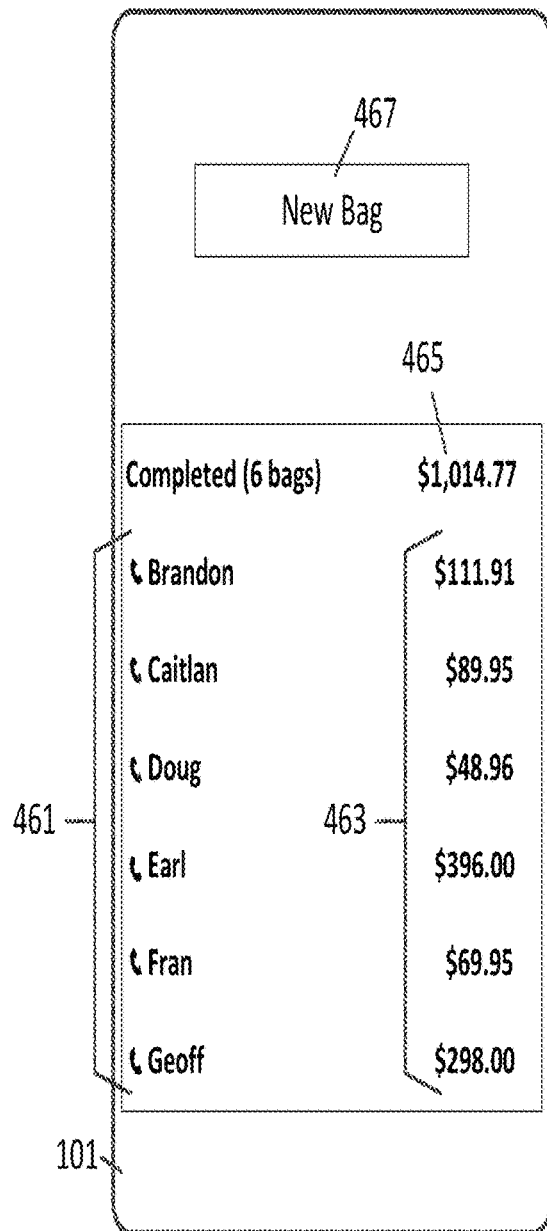 467
New Bag
465
Completed (6 bags) $1,014.77
Brandon $111.91
Caitlan $89.95
Doug $48.96
461 463
Earl $396.00
Fran $69.95
Geoff $298.00
101